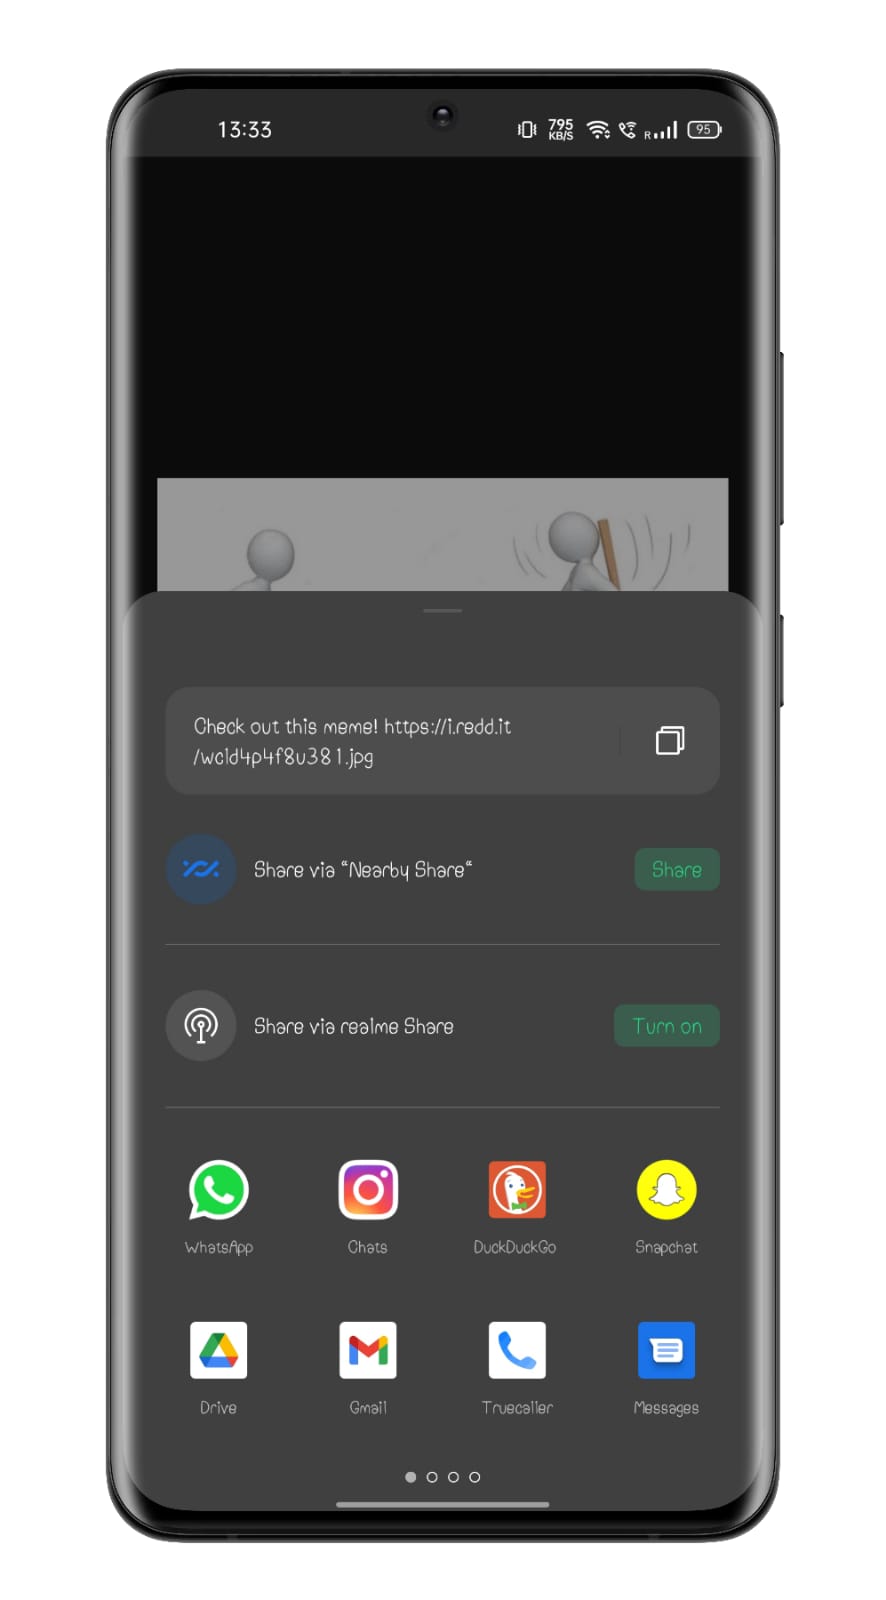 13:33
795
KB/S
R
95
Check out this meme! https://i.redd.it
/wc1d4p4f8u381.jpg
Share via "Nearby Share"
Share
Share via realme Share
Turn on
WhatsApp
Chats
DuckDuckGo
Snapchat
Drive
Gmail
Truecaller
Messages